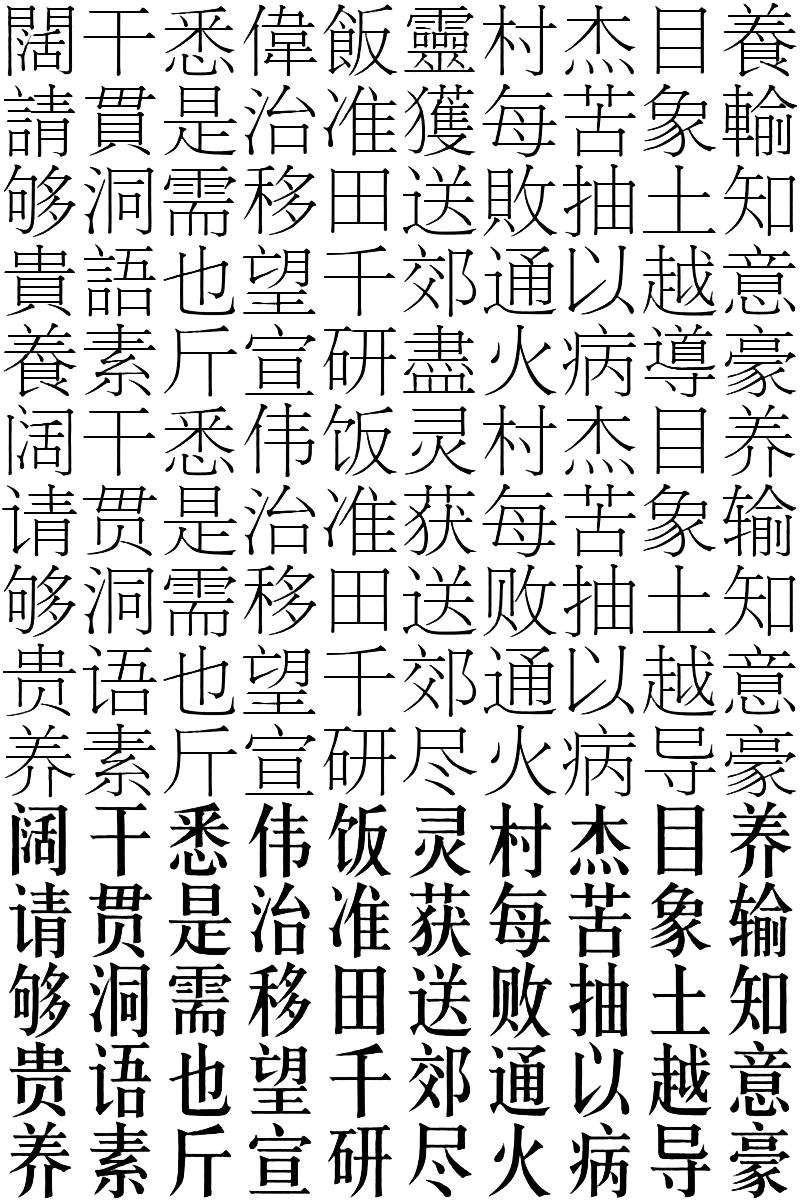 闊干悉偉飯靈村杰目養
請貫是治准獲每苦象輸
够洞需移田送敗抽土知
貴語也望千郊通以越意
養素斤宣研盡火病導豪
阔干悉伟饭灵村杰目养
请贯是治准获每苦象输
够洞需移田送败抽土知
贵语也望千郊通以越意
养素斤宣研尽火病导豪
阔干悉伟饭灵村杰目养
请贯是治准获每苦象输
够洞需移田送败抽土知
贵语也望千郊通以越意
养素斤宣研尽火病导豪